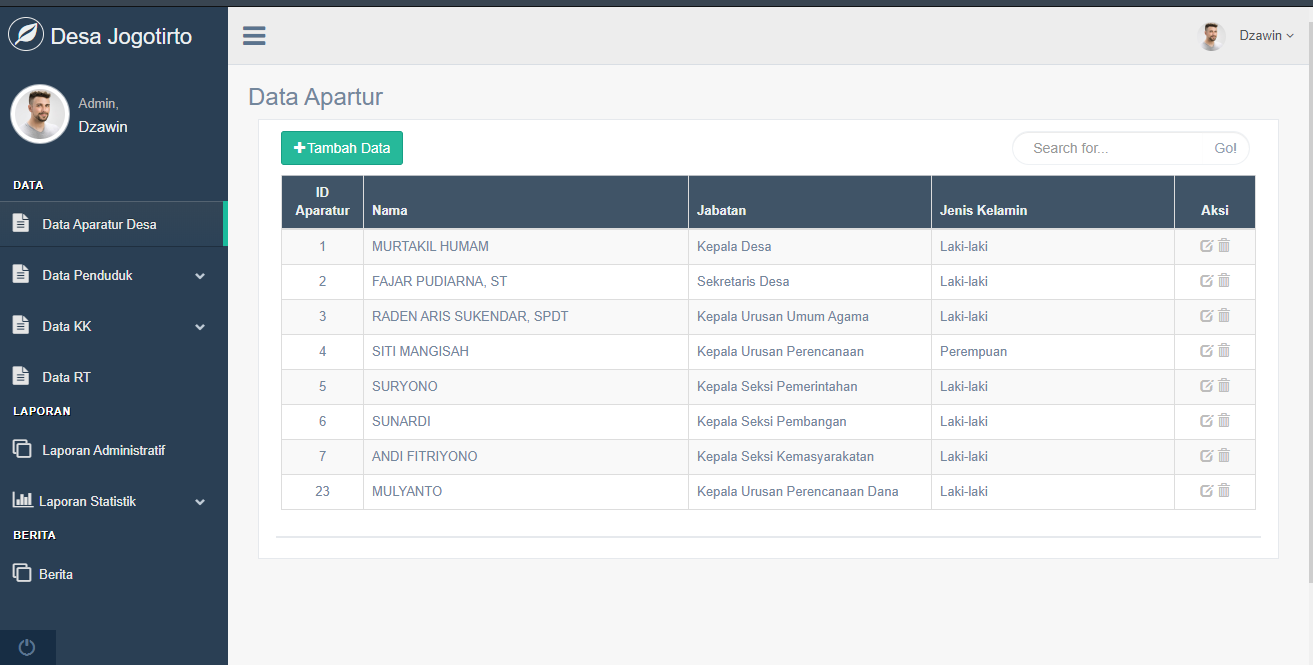 Desa Jogotirto
Dzawin
Admin,
Dzawin
DATA
Data Aparatur Desa
Data Penduduk
Data KK
Data RT
LAPORAN
Laporan Administratif
Laporan Statistik
BERITA
Berita
Data Apartur
Tambah Data
Search for... Go!
ID Aparatur Nama Jabatan Jenis Kelamin Aksi
1 MURTAKIL HUMAM Kepala Desa Laki-laki
2 FAJAR PUDIARNA, ST Sekretaris Desa Laki-laki
3 RADEN ARIS SUKENDAR, SPDT Kepala Urusan Umum Agama Laki-laki
4 SITI MANGISAH Kepala Urusan Perencanaan Perempuan
5 SURYONO Kepala Seksi Pemerintahan Laki-laki
6 SUNARDI Kepala Seksi Pembangan Laki-laki
7 ANDI FITRIYONO Kepala Seksi Kemasyarakatan Laki-laki
23 MULYANTO Kepala Urusan Perencanaan Dana Laki-laki